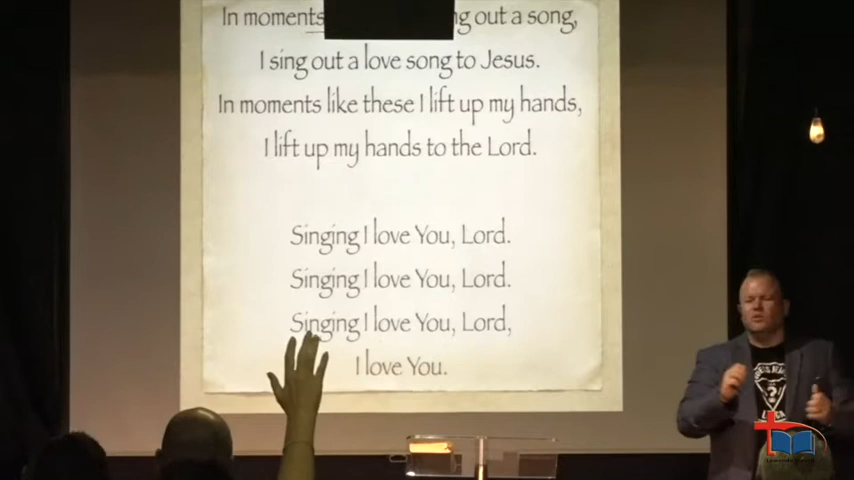 In moments ng out a song,
I sing out a love song to Jesus.
In moments like these I lift up my hands,
I lift up my hands to the Lord.
Singing I love You, Lord.
Singing I love You, Lord.
Singing I love You, Lord,
I love You.